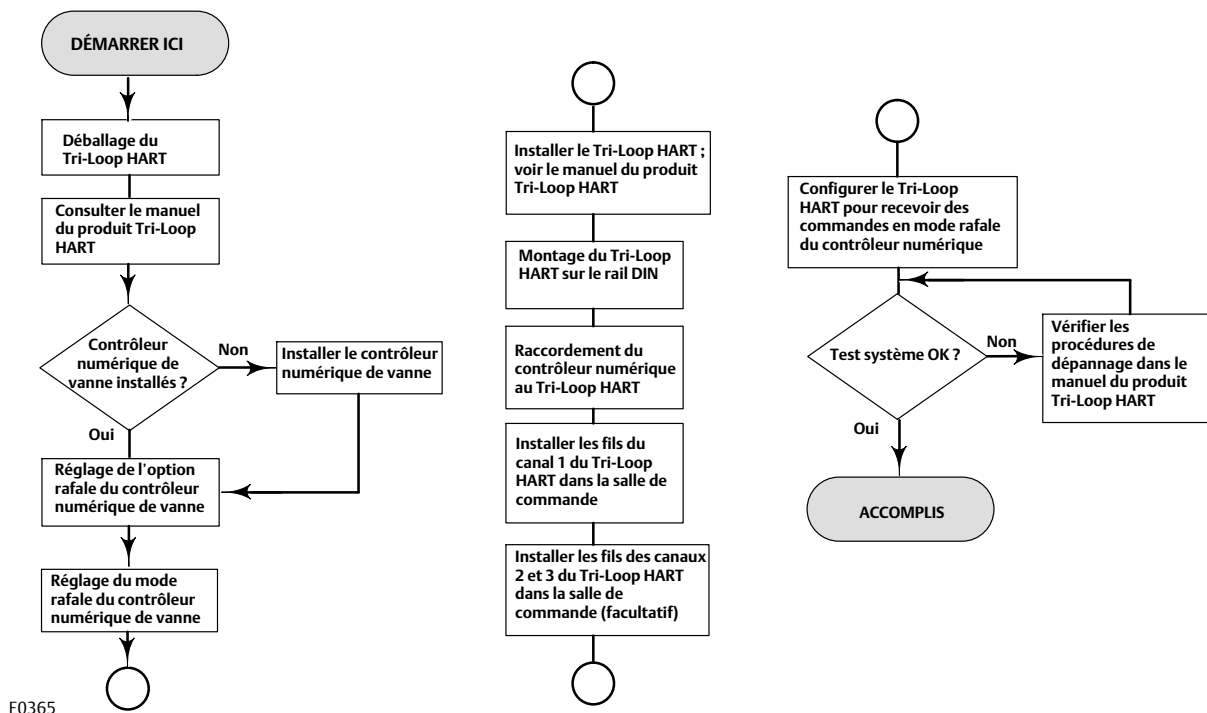 DÉMARRER ICI
Déballage du
Tri-Loop HART
Consulter le manuel
du produit Tri-Loop
HART
Contrôleur
numérique de
vanne installés ?
Non
Installer le contrôleur
numérique de vanne
Oui
Réglage de l'option
rafale du contrôleur
numérique de vanne
Réglage du mode
rafale du contrôleur
numérique de vanne
E0365
Installer le Tri-Loop HART ;
voir le manuel du produit
Tri-Loop HART
Montage du Tri-Loop
HART sur le rail DIN
Raccordement du
contrôleur numérique
au Tri-Loop HART
Installer les fils du
canal 1 du Tri-Loop
HART dans la salle de
commande
Installer les fils des canaux
2 et 3 du Tri-Loop HART
dans la salle de
commande (facultatif)
Configurer le Tri-Loop
HART pour recevoir des
commandes en mode rafale
du contrôleur numérique
Test système OK ?
Non
Vérifier les
procédures de
dépannage dans le
manuel du produit
Tri-Loop HART
Oui
ACCOMPLIS